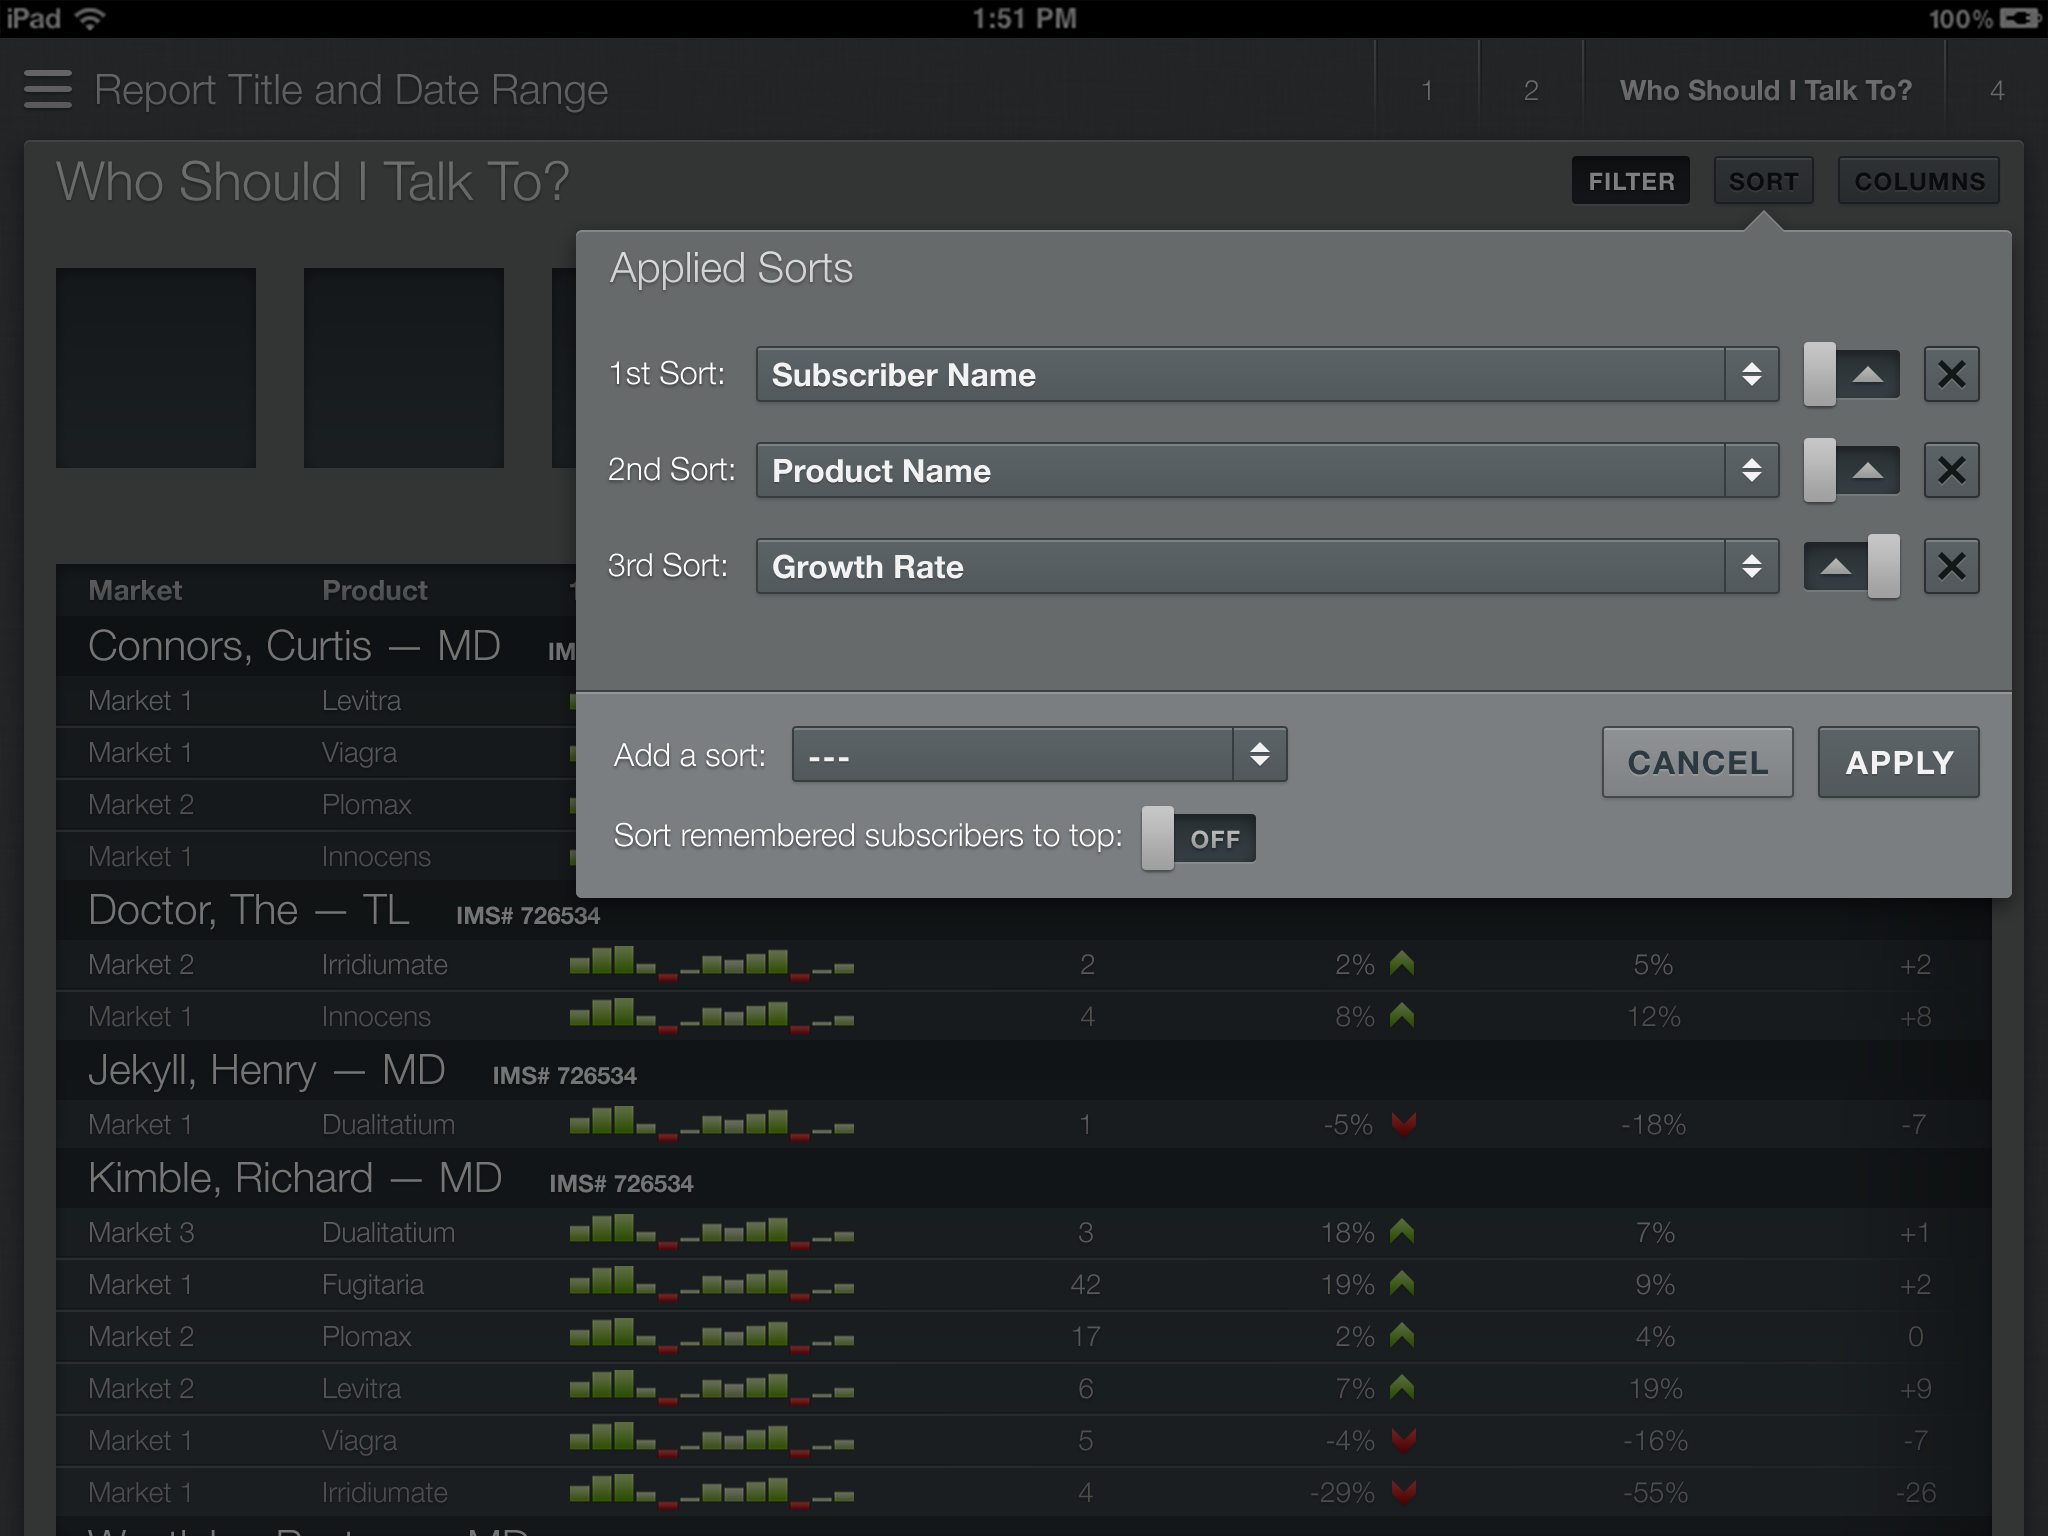 iPad 1:51 PM 100%
Report Title and Date Range 1 2 Who Should I Talk To? 4
Who Should I Talk To? FILTER SORT COLUMNS
Applied Sorts
1st Sort: Subscriber Name
2nd Sort: Product Name
3rd Sort: Growth Rate
Add a sort: ---
CANCEL APPLY
Sort remembered subscribers to top: OFF
Market Product
Connors, Curtis — MD IM
Market 1 Levitra
Market 1 Viagra
Market 2 Plomax
Market 1 Innocens
Doctor, The — TL IMS# 726534
Market 2 Irridiumate 2 2% 5% +2
Market 1 Innocens 4 8% 12% +8
Jekyll, Henry — MD IMS# 726534
Market 1 Dualitatium 1 -5% -18% -7
Kimble, Richard — MD IMS# 726534
Market 3 Dualitatium 3 18% 7% +1
Market 1 Fugitaria 42 19% 9% +2
Market 2 Plomax 17 2% 4% 0
Market 2 Levitra 6 7% 19% +9
Market 1 Viagra 5 -4% -16% -7
Market 1 Irridiumate 4 -29% -55% -26